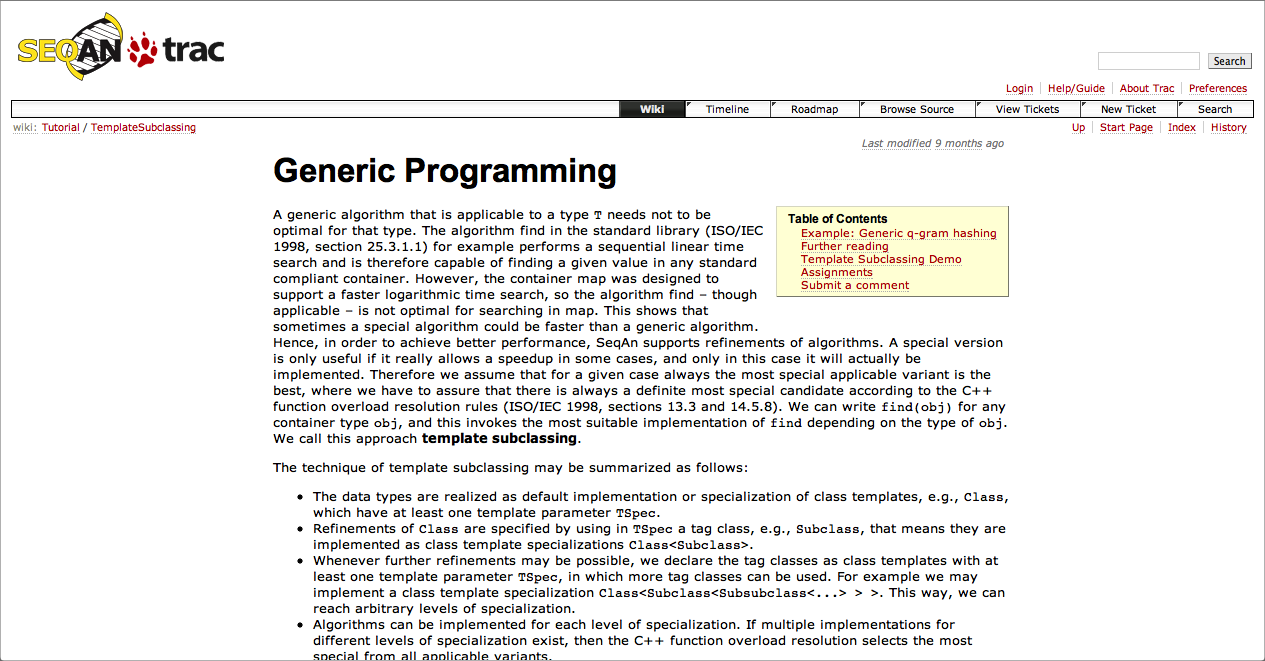 SEQAN trac
Search
Login Help/Guide About Trac Preferences
Wiki Timeline Roadmap Browse Source View Tickets New Ticket Search
wiki: Tutorial / TemplateSubclassing
Up Start Page Index History
Last modified 9 months ago
Generic Programming
A generic algorithm that is applicable to a type T needs not to be
optimal for that type. The algorithm find in the standard library (ISO/IEC
1998, section 25.3.1.1) for example performs a sequential linear time
search and is therefore capable of finding a given value in any standard
compliant container. However, the container map was designed to
support a faster logarithmic time search, so the algorithm find – though
applicable – is not optimal for searching in map. This shows that
sometimes a special algorithm could be faster than a generic algorithm.
Hence, in order to achieve better performance, SeqAn supports refinements of algorithms. A special version
is only useful if it really allows a speedup in some cases, and only in this case it will actually be
implemented. Therefore we assume that for a given case always the most special applicable variant is the
best, where we have to assure that there is always a definite most special candidate according to the C++
function overload resolution rules (ISO/IEC 1998, sections 13.3 and 14.5.8). We can write find(obj) for any
container type obj, and this invokes the most suitable implementation of find depending on the type of obj.
We call this approach template subclassing.
Table of Contents
Example: Generic q-gram hashing
Further reading
Template Subclassing Demo
Assignments
Submit a comment
The technique of template subclassing may be summarized as follows:
• The data types are realized as default implementation or specialization of class templates, e.g., Class,
which have at least one template parameter TSpec.
• Refinements of Class are specified by using in TSpec a tag class, e.g., Subclass, that means they are
implemented as class template specializations Class<Subclass>.
• Whenever further refinements may be possible, we declare the tag classes as class templates with at
least one template parameter TSpec, in which more tag classes can be used. For example we may
implement a class template specialization Class<Subclass<Subsubclass<...> > >. This way, we can
reach arbitrary levels of specialization.
• Algorithms can be implemented for each level of specialization. If multiple implementations for
different levels of specialization exist, then the C++ function overload resolution selects the most
special from all applicable variants.